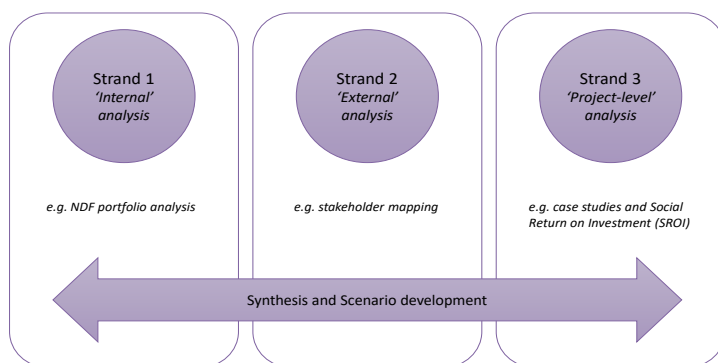 Strand 1
‘Internal’
analysis
Strand 2
‘External’
analysis
Strand 3
‘Project-level’
analysis
e.g. NDF portfolio analysis
e.g. stakeholder mapping
e.g. case studies and Social
Return on Investment (SROI)
Synthesis and Scenario development